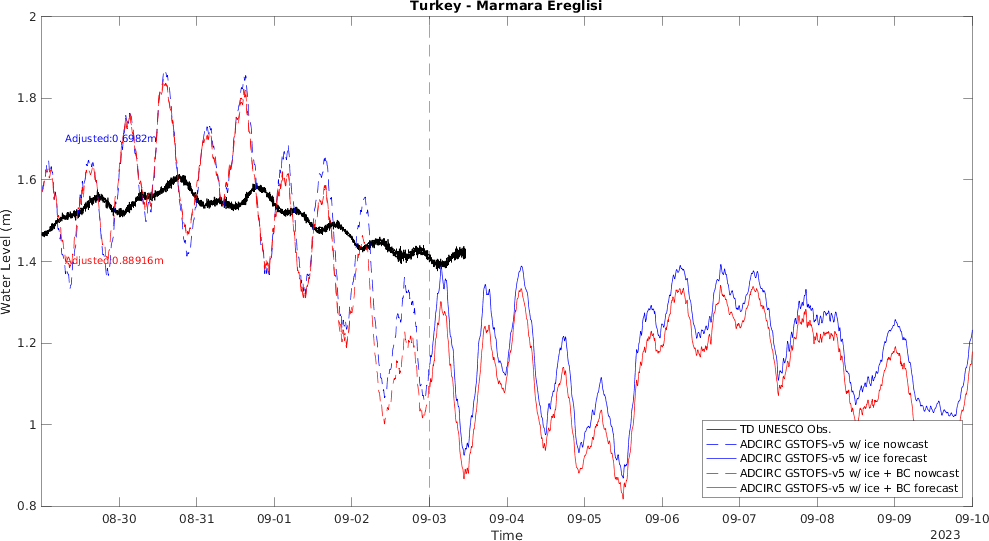 Turkey - Marmara Ereglisi
2
1.8
1.6
1.4
1.2
1
0.8
Water Level (m)
Adjusted:0.6982m
Adjusted:0.88916m
TD UNESCO Obs.
ADCIRC GSTOFS-v5 w/ ice nowcast
ADCIRC GSTOFS-v5 w/ ice forecast
ADCIRC GSTOFS-v5 w/ ice + BC nowcast
ADCIRC GSTOFS-v5 w/ ice + BC forecast
08-30 08-31 09-01 09-02 09-03 09-04 09-05 09-06 09-07 09-08 09-09 09-10
Time
2023